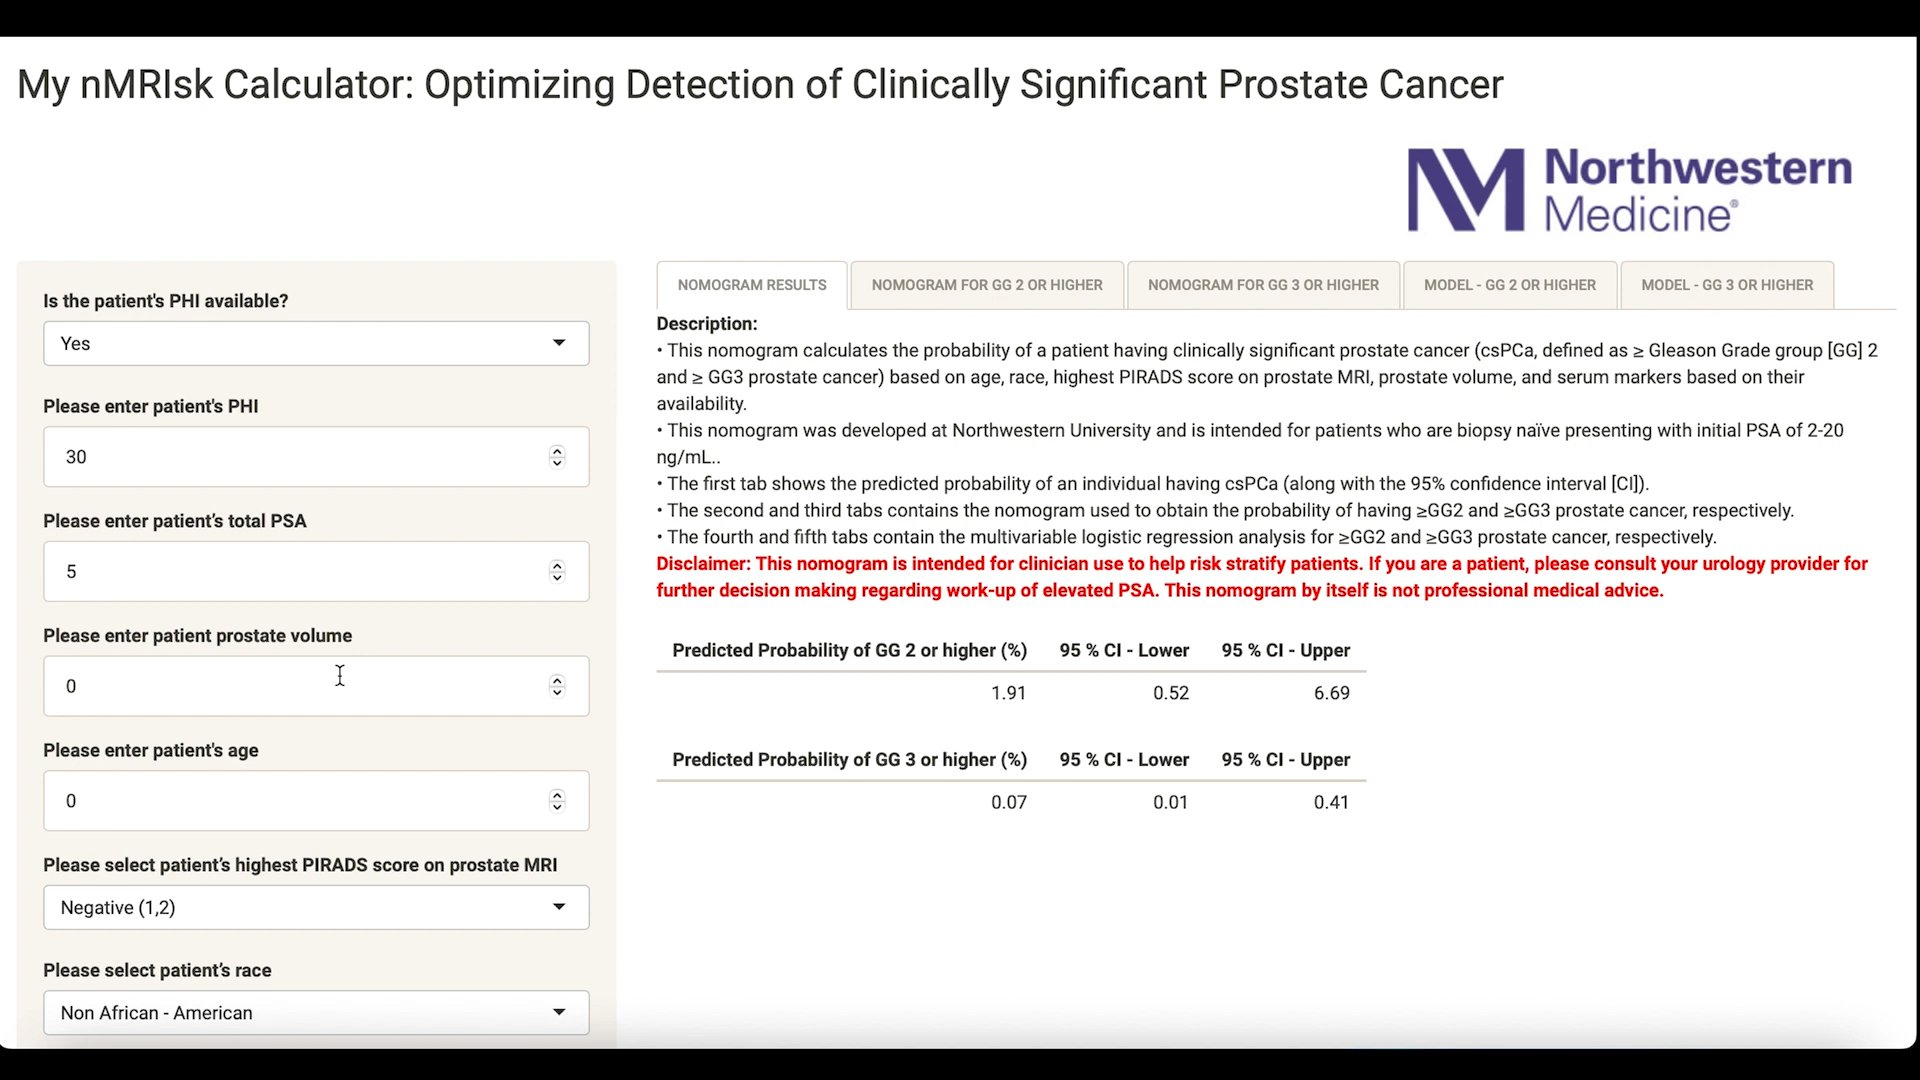 My nMRIsk Calculator: Optimizing Detection of Clinically Significant Prostate Cancer
Northwestern
Medicine®
Is the patient's PHI available?
Yes
Please enter patient's PHI
30
Please enter patient’s total PSA
5
Please enter patient prostate volume
0
Please enter patient's age
0
Please select patient’s highest PIRADS score on prostate MRI
Negative (1,2)
Please select patient’s race
Non African - American
NOMOGRAM RESULTS NOMOGRAM FOR GG 2 OR HIGHER NOMOGRAM FOR GG 3 OR HIGHER MODEL - GG 2 OR HIGHER MODEL - GG 3 OR HIGHER
Description:
• This nomogram calculates the probability of a patient having clinically significant prostate cancer (csPCa, defined as ≥ Gleason Grade group [GG] 2
and ≥ GG3 prostate cancer) based on age, race, highest PIRADS score on prostate MRI, prostate volume, and serum markers based on their
availability.
• This nomogram was developed at Northwestern University and is intended for patients who are biopsy naïve presenting with initial PSA of 2-20
ng/mL..
• The first tab shows the predicted probability of an individual having csPCa (along with the 95% confidence interval [CI]).
• The second and third tabs contains the nomogram used to obtain the probability of having ≥GG2 and ≥GG3 prostate cancer, respectively.
• The fourth and fifth tabs contain the multivariable logistic regression analysis for ≥GG2 and ≥GG3 prostate cancer, respectively.
Disclaimer: This nomogram is intended for clinician use to help risk stratify patients. If you are a patient, please consult your urology provider for
further decision making regarding work-up of elevated PSA. This nomogram by itself is not professional medical advice.
Predicted Probability of GG 2 or higher (%) 95 % CI - Lower 95 % CI - Upper
1.91 0.52 6.69
Predicted Probability of GG 3 or higher (%) 95 % CI - Lower 95 % CI - Upper
0.07 0.01 0.41